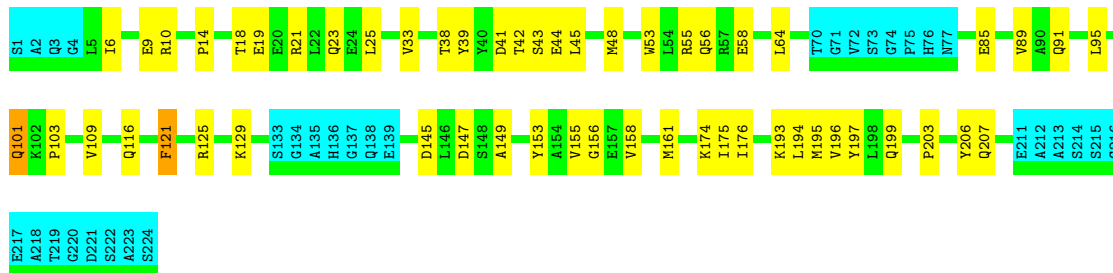 S1 A2 Q3 G4 L5 I6 E9 R10 P14 T18 E19 E20 R21 L22 Q23 E24 L25 V33 T38 Y39 Y40 D41 T42 S43 E44 L45 M48 W53 L54 R55 Q56 R57 E58 L64 T70 G71 V72 S73 G74 P75 H76 N77 E85 V89 A90 Q91 L95
Q101 K102 P103 V109 Q116 F121 R125 K129 S133 G134 A135 H136 G137 Q138 E139 D145 L146 D147 S148 A149 Y153 A154 V155 G156 E157 V158 M161 K174 I175 I176 K193 L194 M195 V196 Y197 L198 Q199 P203 Y206 Q207 E211 A212 A213 S214 S215
E217 A218 T219 G220 D221 S222 A223 S224